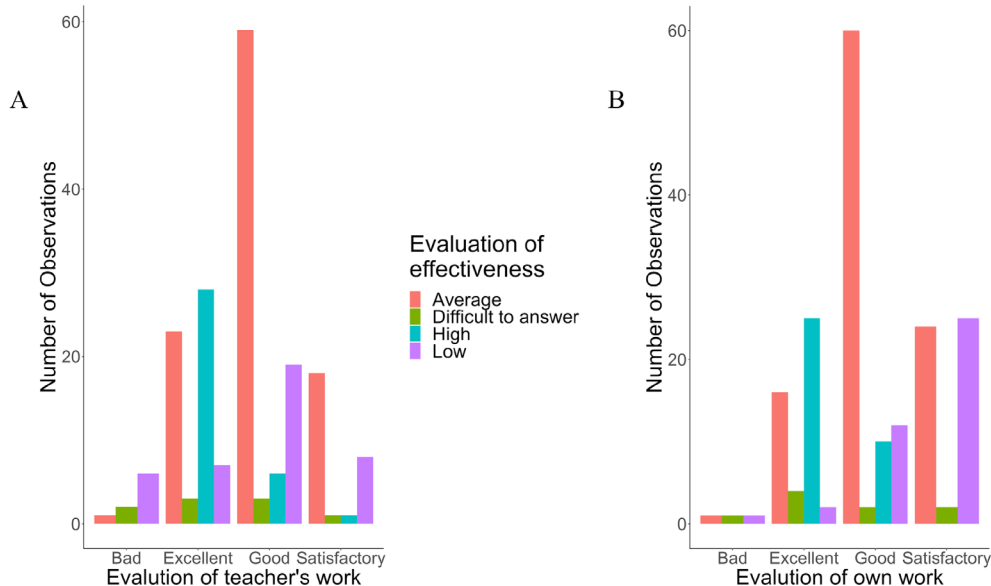 A
Number of Observations
60
40
20
0
Bad Excellent Good Satisfactory
Evalution of teacher's work
Evaluation of
effectiveness
Average
Difficult to answer
High
Low
B
Number of Observations
60
40
20
0
Bad Excellent Good Satisfactory
Evalution of own work